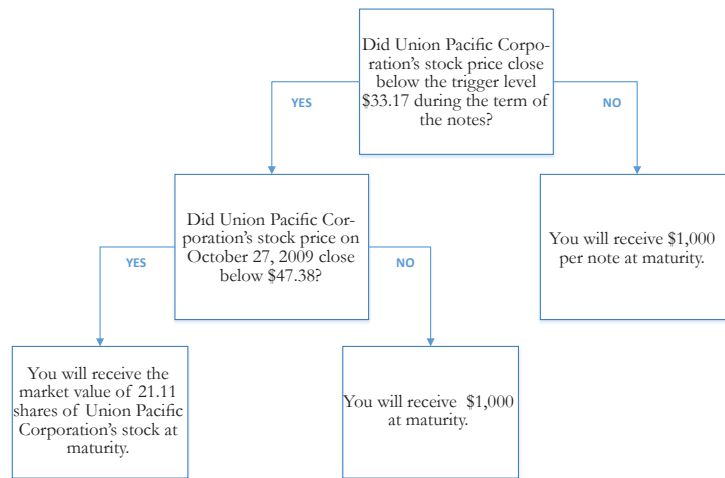 Did Union Pacific Corpo-
ration's stock price close
below the trigger level
$33.17 during the term of
the notes?
YES
NO
Did Union Pacific Cor-
poration's stock price on
October 27, 2009 close
below $47.38?
You will receive $1,000
per note at maturity.
YES
NO
You will receive the
market value of 21.11
shares of Union Pacific
Corporation's stock at
maturity.
You will receive $1,000
at maturity.